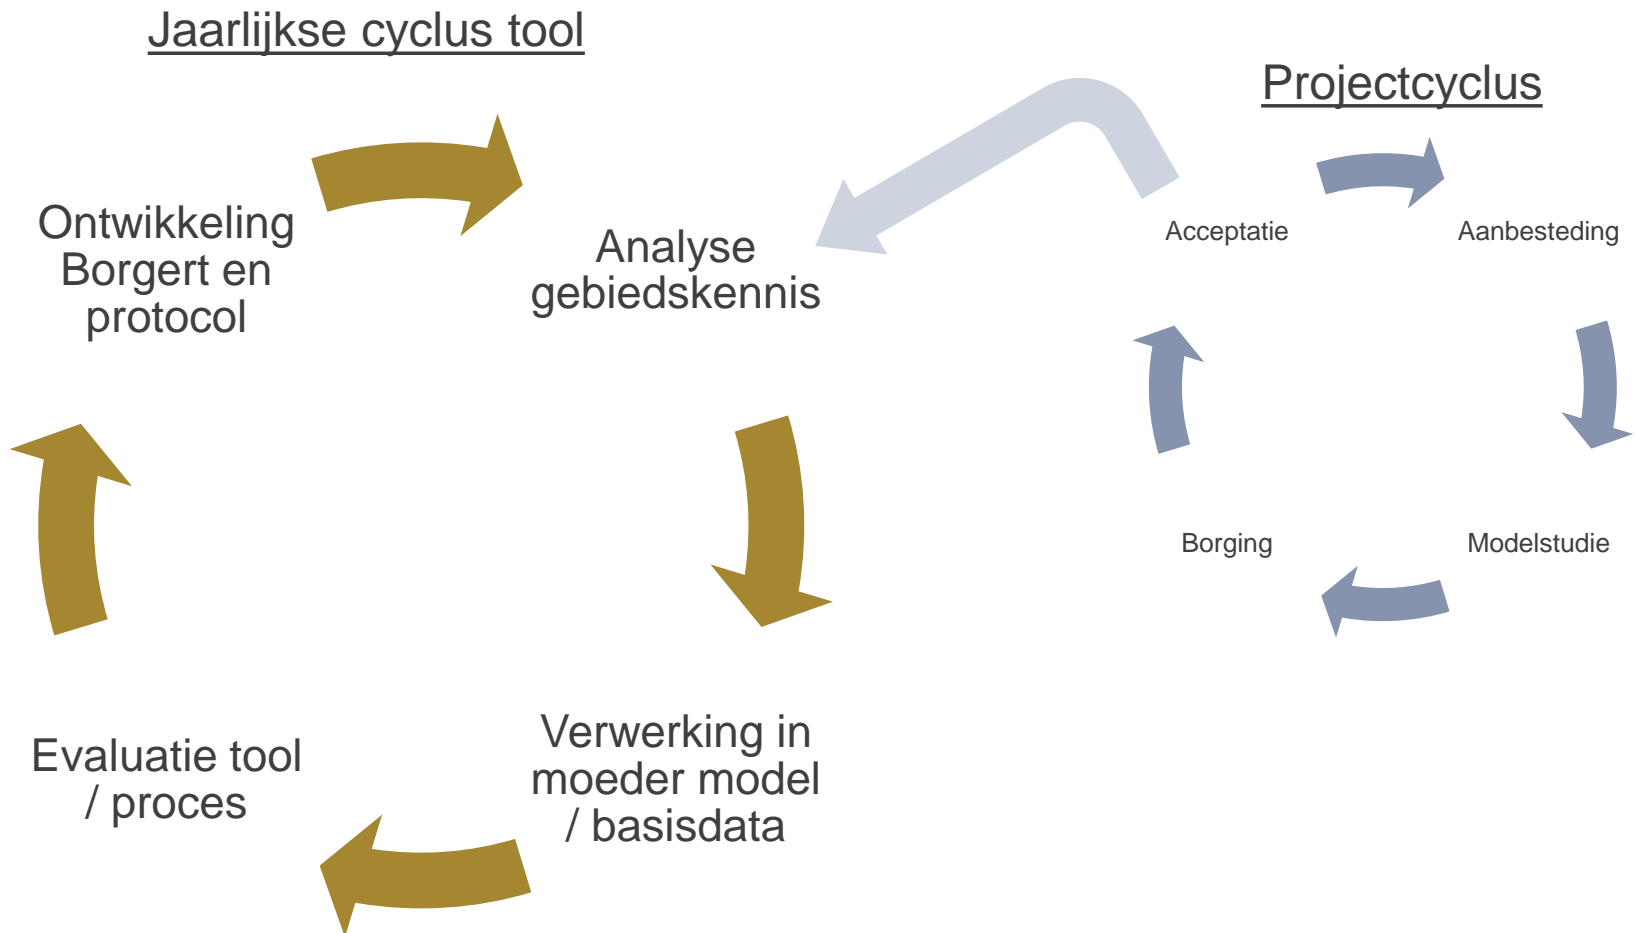 Jaarlijkse cyclus tool
Projectcyclus
Ontwikkeling
Borgert en
protocol
Analyse
gebiedskennis
Verwerking in
moeder model
/ basisdata
Evaluatie tool
/ proces
Acceptatie
Aanbesteding
Modelstudie
Borging